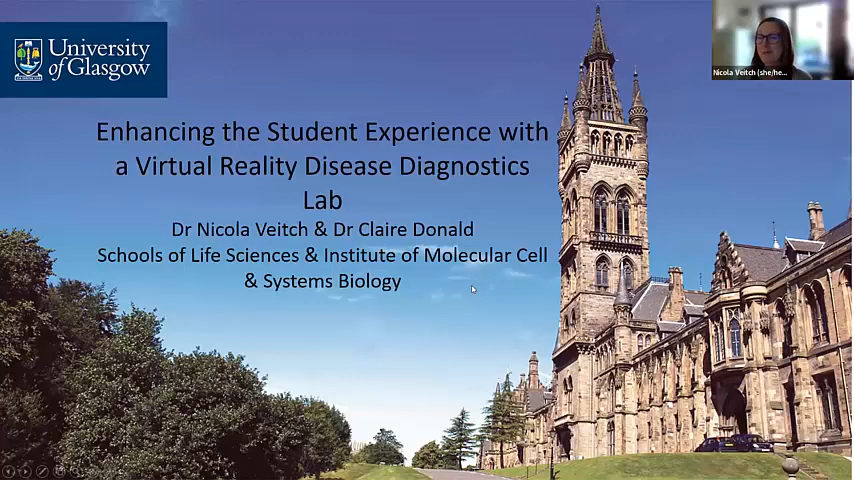 University
of Glasgow
Nicola Veitch (she/he...
Enhancing the Student Experience with
a Virtual Reality Disease Diagnostics
Lab
Dr Nicola Veitch & Dr Claire Donald
Schools of Life Sciences & Institute of Molecular Cell
& Systems Biology